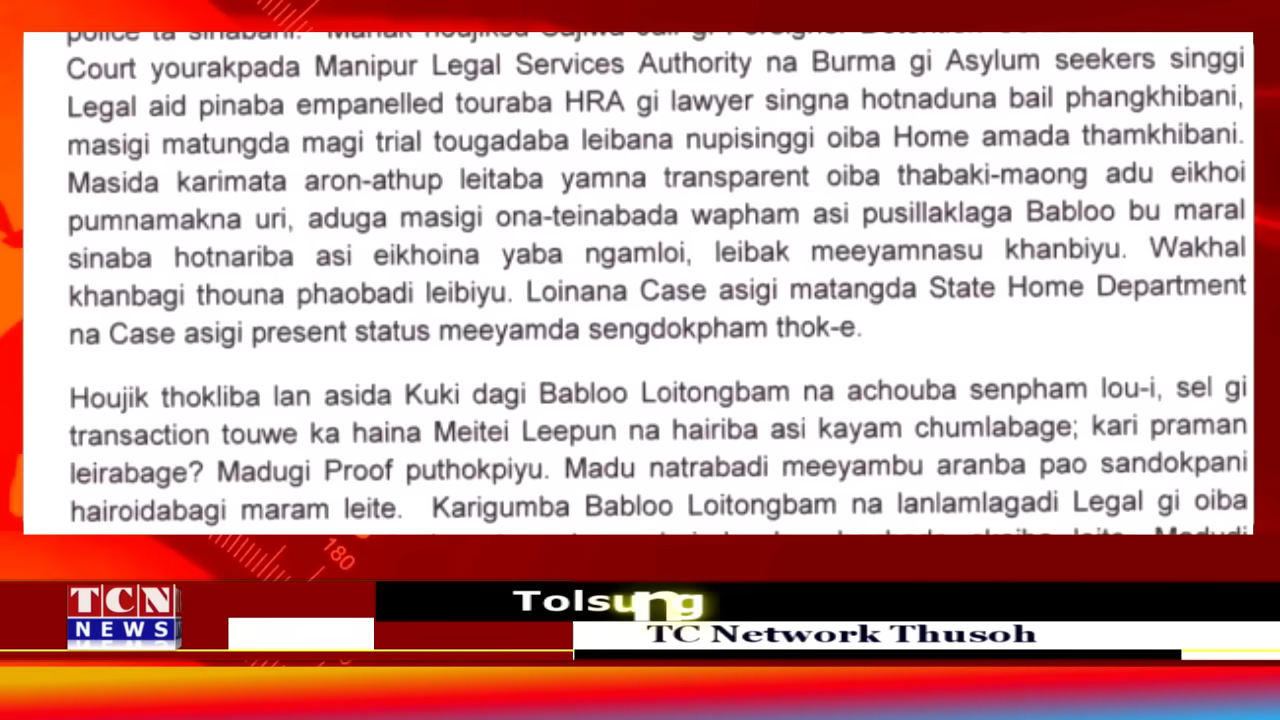 Court yourakpada Manipur Legal Services Authority na Burma gi Asylum seekers singgi
Legal aid pinaba empanelled touraba HRA gi lawyer singna hotnaduna bail phangkhibani,
masigi matungda magi trial tougadaba leibana nupisinggi oiba Home amada thamkhibani.
Masida karimata aron-athup leitaba yamna transparent oiba thabaki-maong adu eikhoi
pumnamakna uri, aduga masigi ona-teinabada wapham asi pusillaklaga Babloo bu maral
sinaba hotnariba asi eikhoina yaba ngamloi, leibak meeyamnasu khanbiyu. Wakhal
khanbagi thouna phaobadi leibiyu. Loinana Case asigi matangda State Home Department
na Case asigi present status meeyamda sengdokpham thok-e.
Houjik thokliba lan asida Kuki dagi Babloo Loitongbam na achouba senpham lou-i, sel gi
transaction touwe ka haina Meitei Leepun na hairiba asi kayam chumlabage; kari praman
leirabage? Madugi Proof puthokpiyu. Madu natrabadi meeyambu aranba pao sandokpani
hairoidabagi maram leite. Karigumba Babloo Loitongbam na lanlamlagadi Legal gi oiba
180
TCN
NEWS
Tolsung
TC Network Thusoh